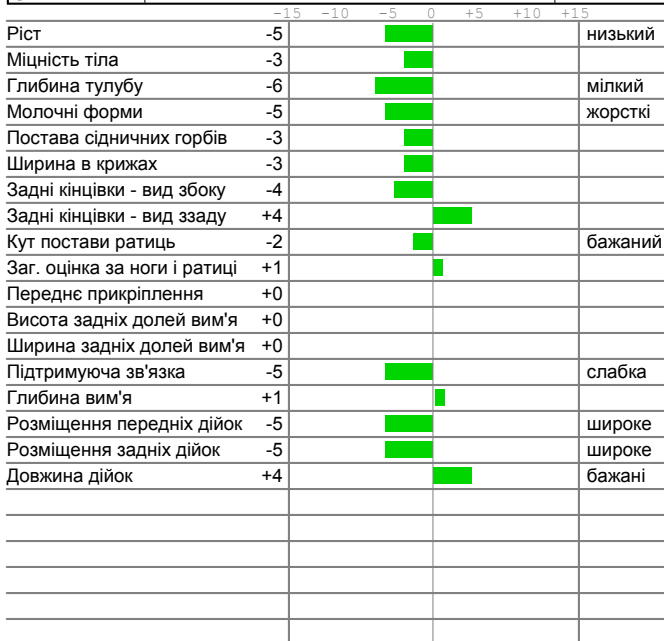 -15 -10 -5 0 +5 +10 +15
Ріст -5 низький
Міцність тіла -3
Глибина тулубу -6 мілкий
Молочні форми -5 жорсткі
Постава сідничних горбів -3
Ширина в крижах -3
Задні кінцівки - вид збоку -4
Задні кінцівки - вид ззаду +4
Кут постави ратиць -2 бажаний
Заг. оцінка за ноги і ратиці +1
Переднє прикріплення +0
Висота задніх долей вим'я +0
Ширина задніх долей вим'я +0
Підтримуюча зв'язка -5 слабка
Глибина вим'я +1
Розміщення передніх дійок -5 широке
Розміщення задніх дійок -5 широке
Довжина дійок +4 бажані